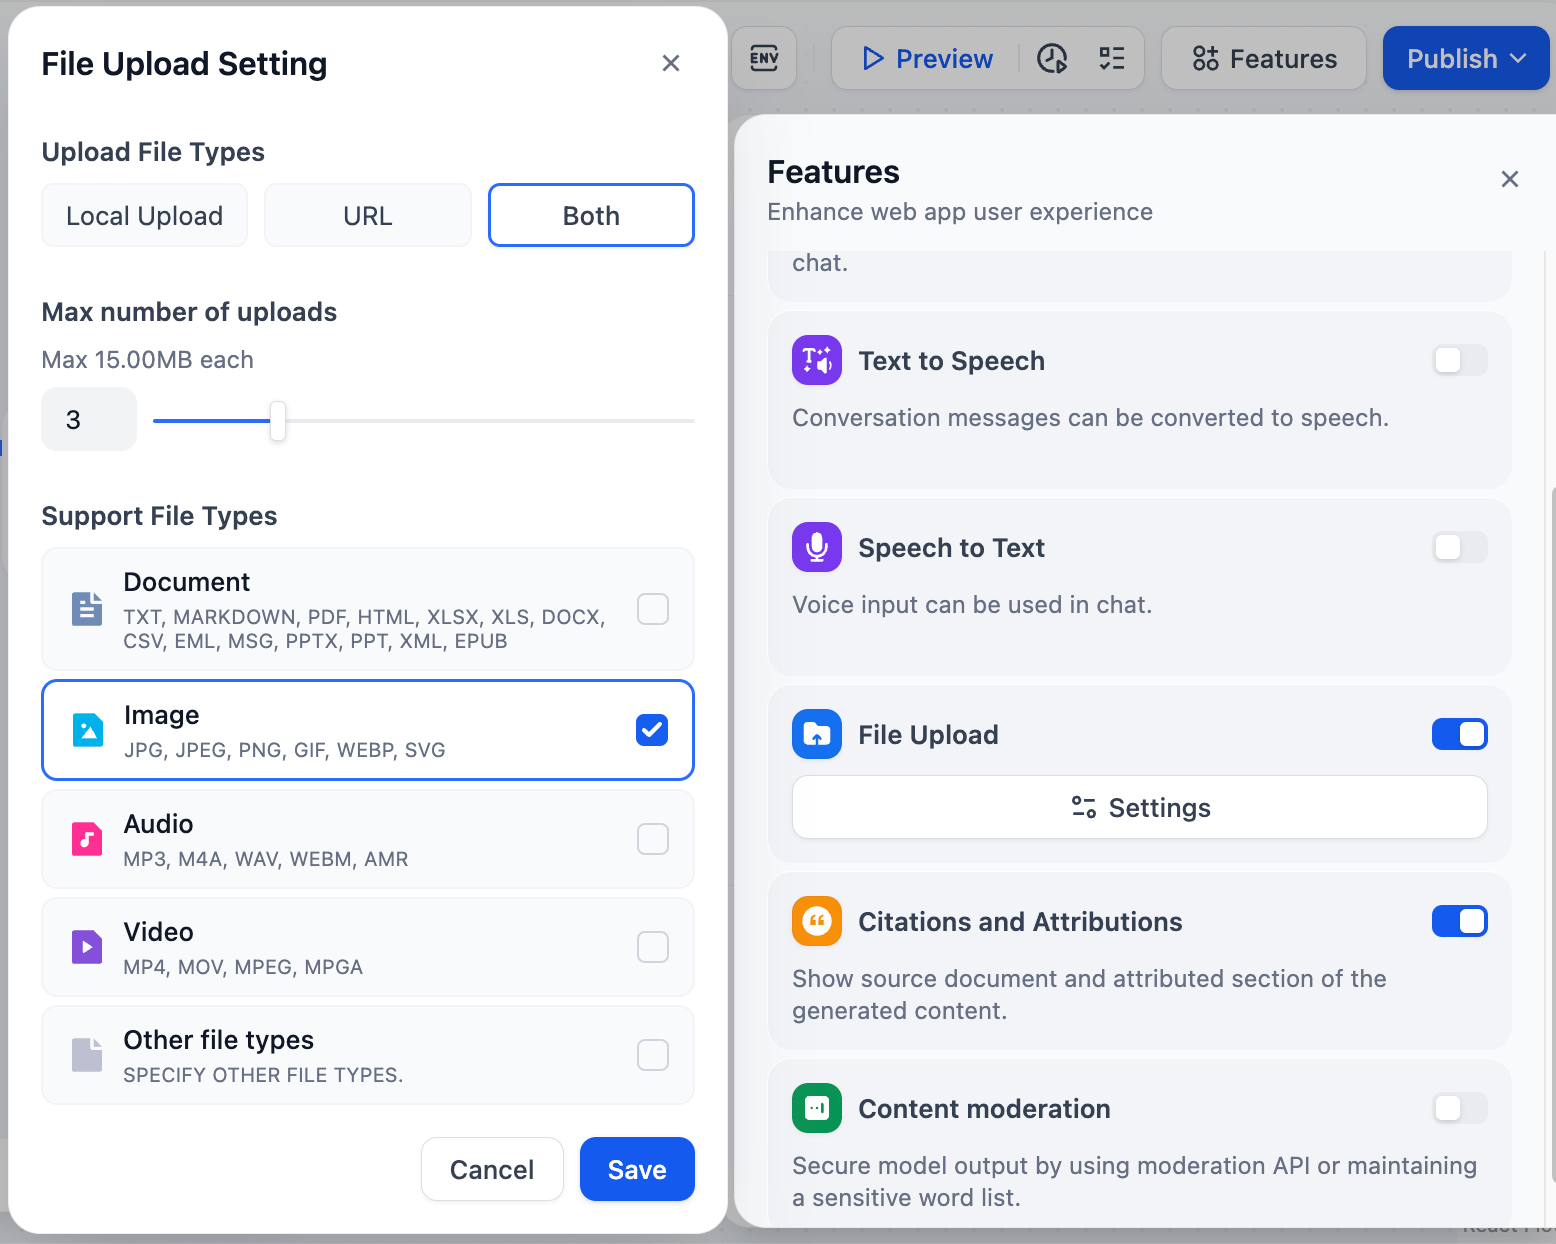 File Upload Setting
Upload File Types
Local Upload
URL
Both
Max number of uploads
Max 15.00MB each
3
Support File Types
Document
TXT, MARKDOWN, PDF, HTML, XLSX, XLS, DOCX,
CSV, EML, MSG, PPTX, PPT, XML, EPUB
Image
JPG, JPEG, PNG, GIF, WEBP, SVG
Audio
MP3, M4A, WAV, WEBM, AMR
Video
MP4, MOV, MPEG, MPGA
Other file types
SPECIFY OTHER FILE TYPES.
Cancel
Save
ENV
Preview
Features
Publish
Features
Enhance web app user experience
chat.
Text to Speech
Conversation messages can be converted to speech.
Speech to Text
Voice input can be used in chat.
File Upload
Settings
Citations and Attributions
Show source document and attributed section of the
generated content.
Content moderation
Secure model output by using moderation API or maintaining
a sensitive word list.